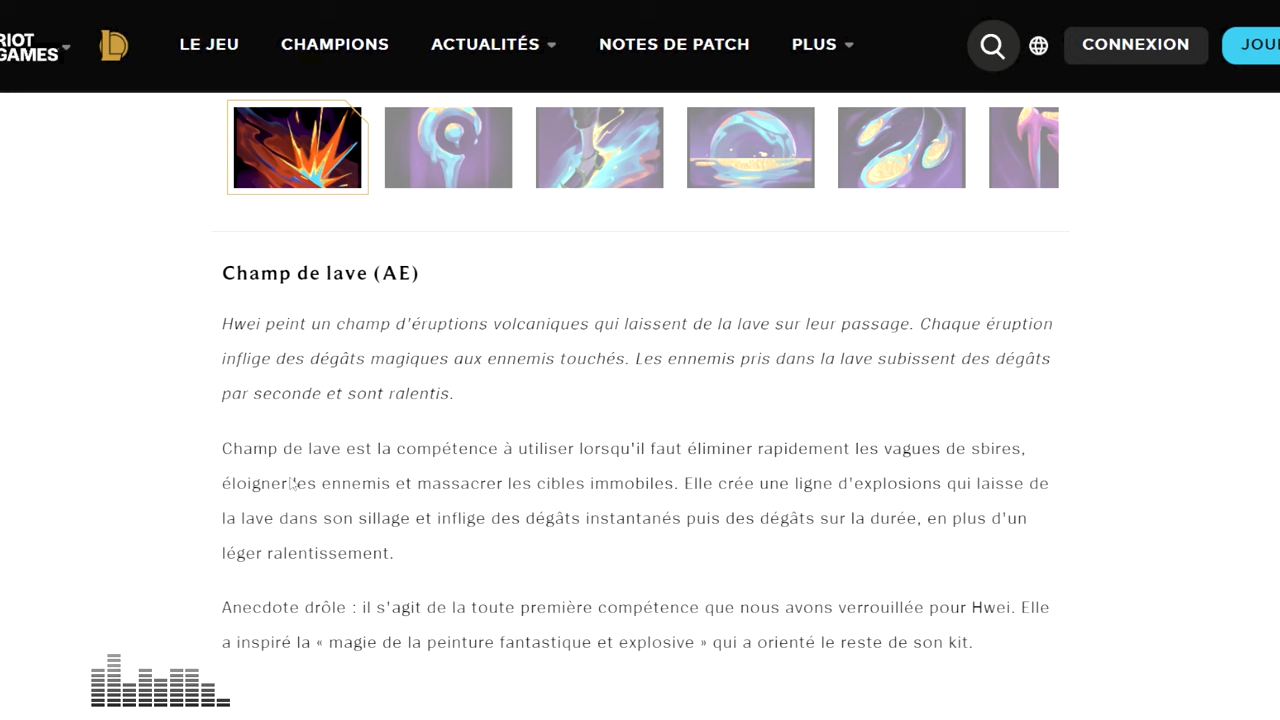 RIOT
GAMES
LE JEU CHAMPIONS ACTUALITÉS NOTES DE PATCH PLUS CONNEXION JOU
Champ de lave (AE)
Hwei peint un champ d'éruptions volcaniques qui laissent de la lave sur leur passage. Chaque éruption
inflige des dégâts magiques aux ennemis touchés. Les ennemis pris dans la lave subissent des dégâts
par seconde et sont ralentis.
Champ de lave est la compétence à utiliser lorsqu'il faut éliminer rapidement les vagues de sbires,
éloigner les ennemis et massacrer les cibles immobiles. Elle crée une ligne d'explosions qui laisse de
la lave dans son sillage et inflige des dégâts instantanés puis des dégâts sur la durée, en plus d'un
léger ralentissement.
Anecdote drôle : il s'agit de la toute première compétence que nous avons verrouillée pour Hwei. Elle
a inspiré la « magie de la peinture fantastique et explosive » qui a orienté le reste de son kit.